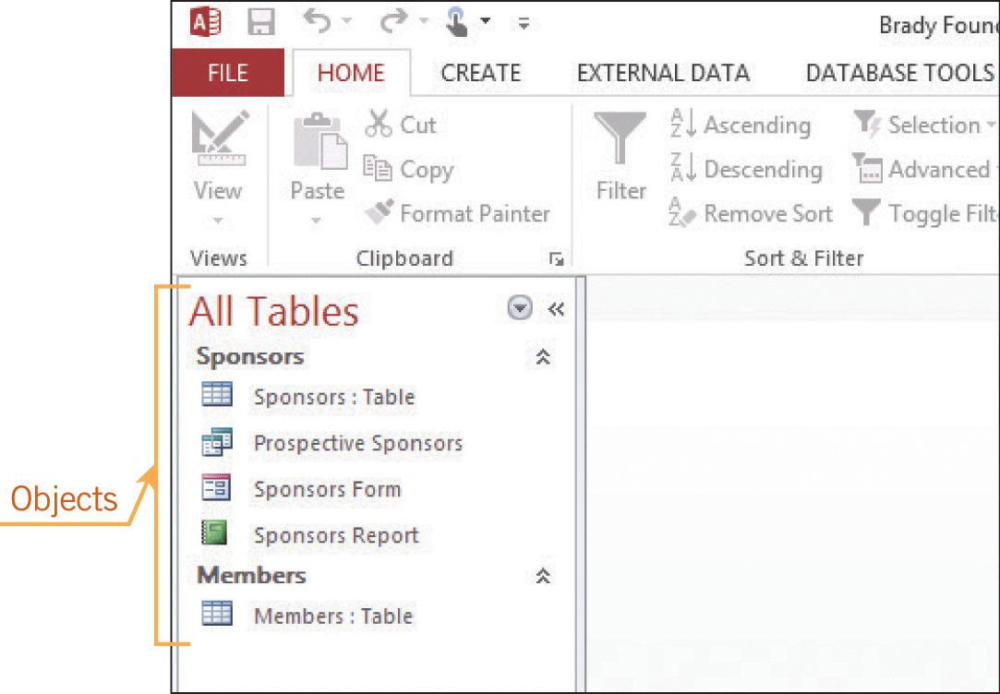 Brady Found
FILE HOME CREATE EXTERNAL DATA DATABASE TOOLS
View
Paste
Cut
Copy
Format Painter
Filter
Ascending
Descending
Remove Sort
Selection
Advanced
Toggle Filt
Views Clipboard Sort & Filter
All Tables
Sponsors
Sponsors : Table
Prospective Sponsors
Sponsors Form
Sponsors Report
Members
Members : Table
Objects